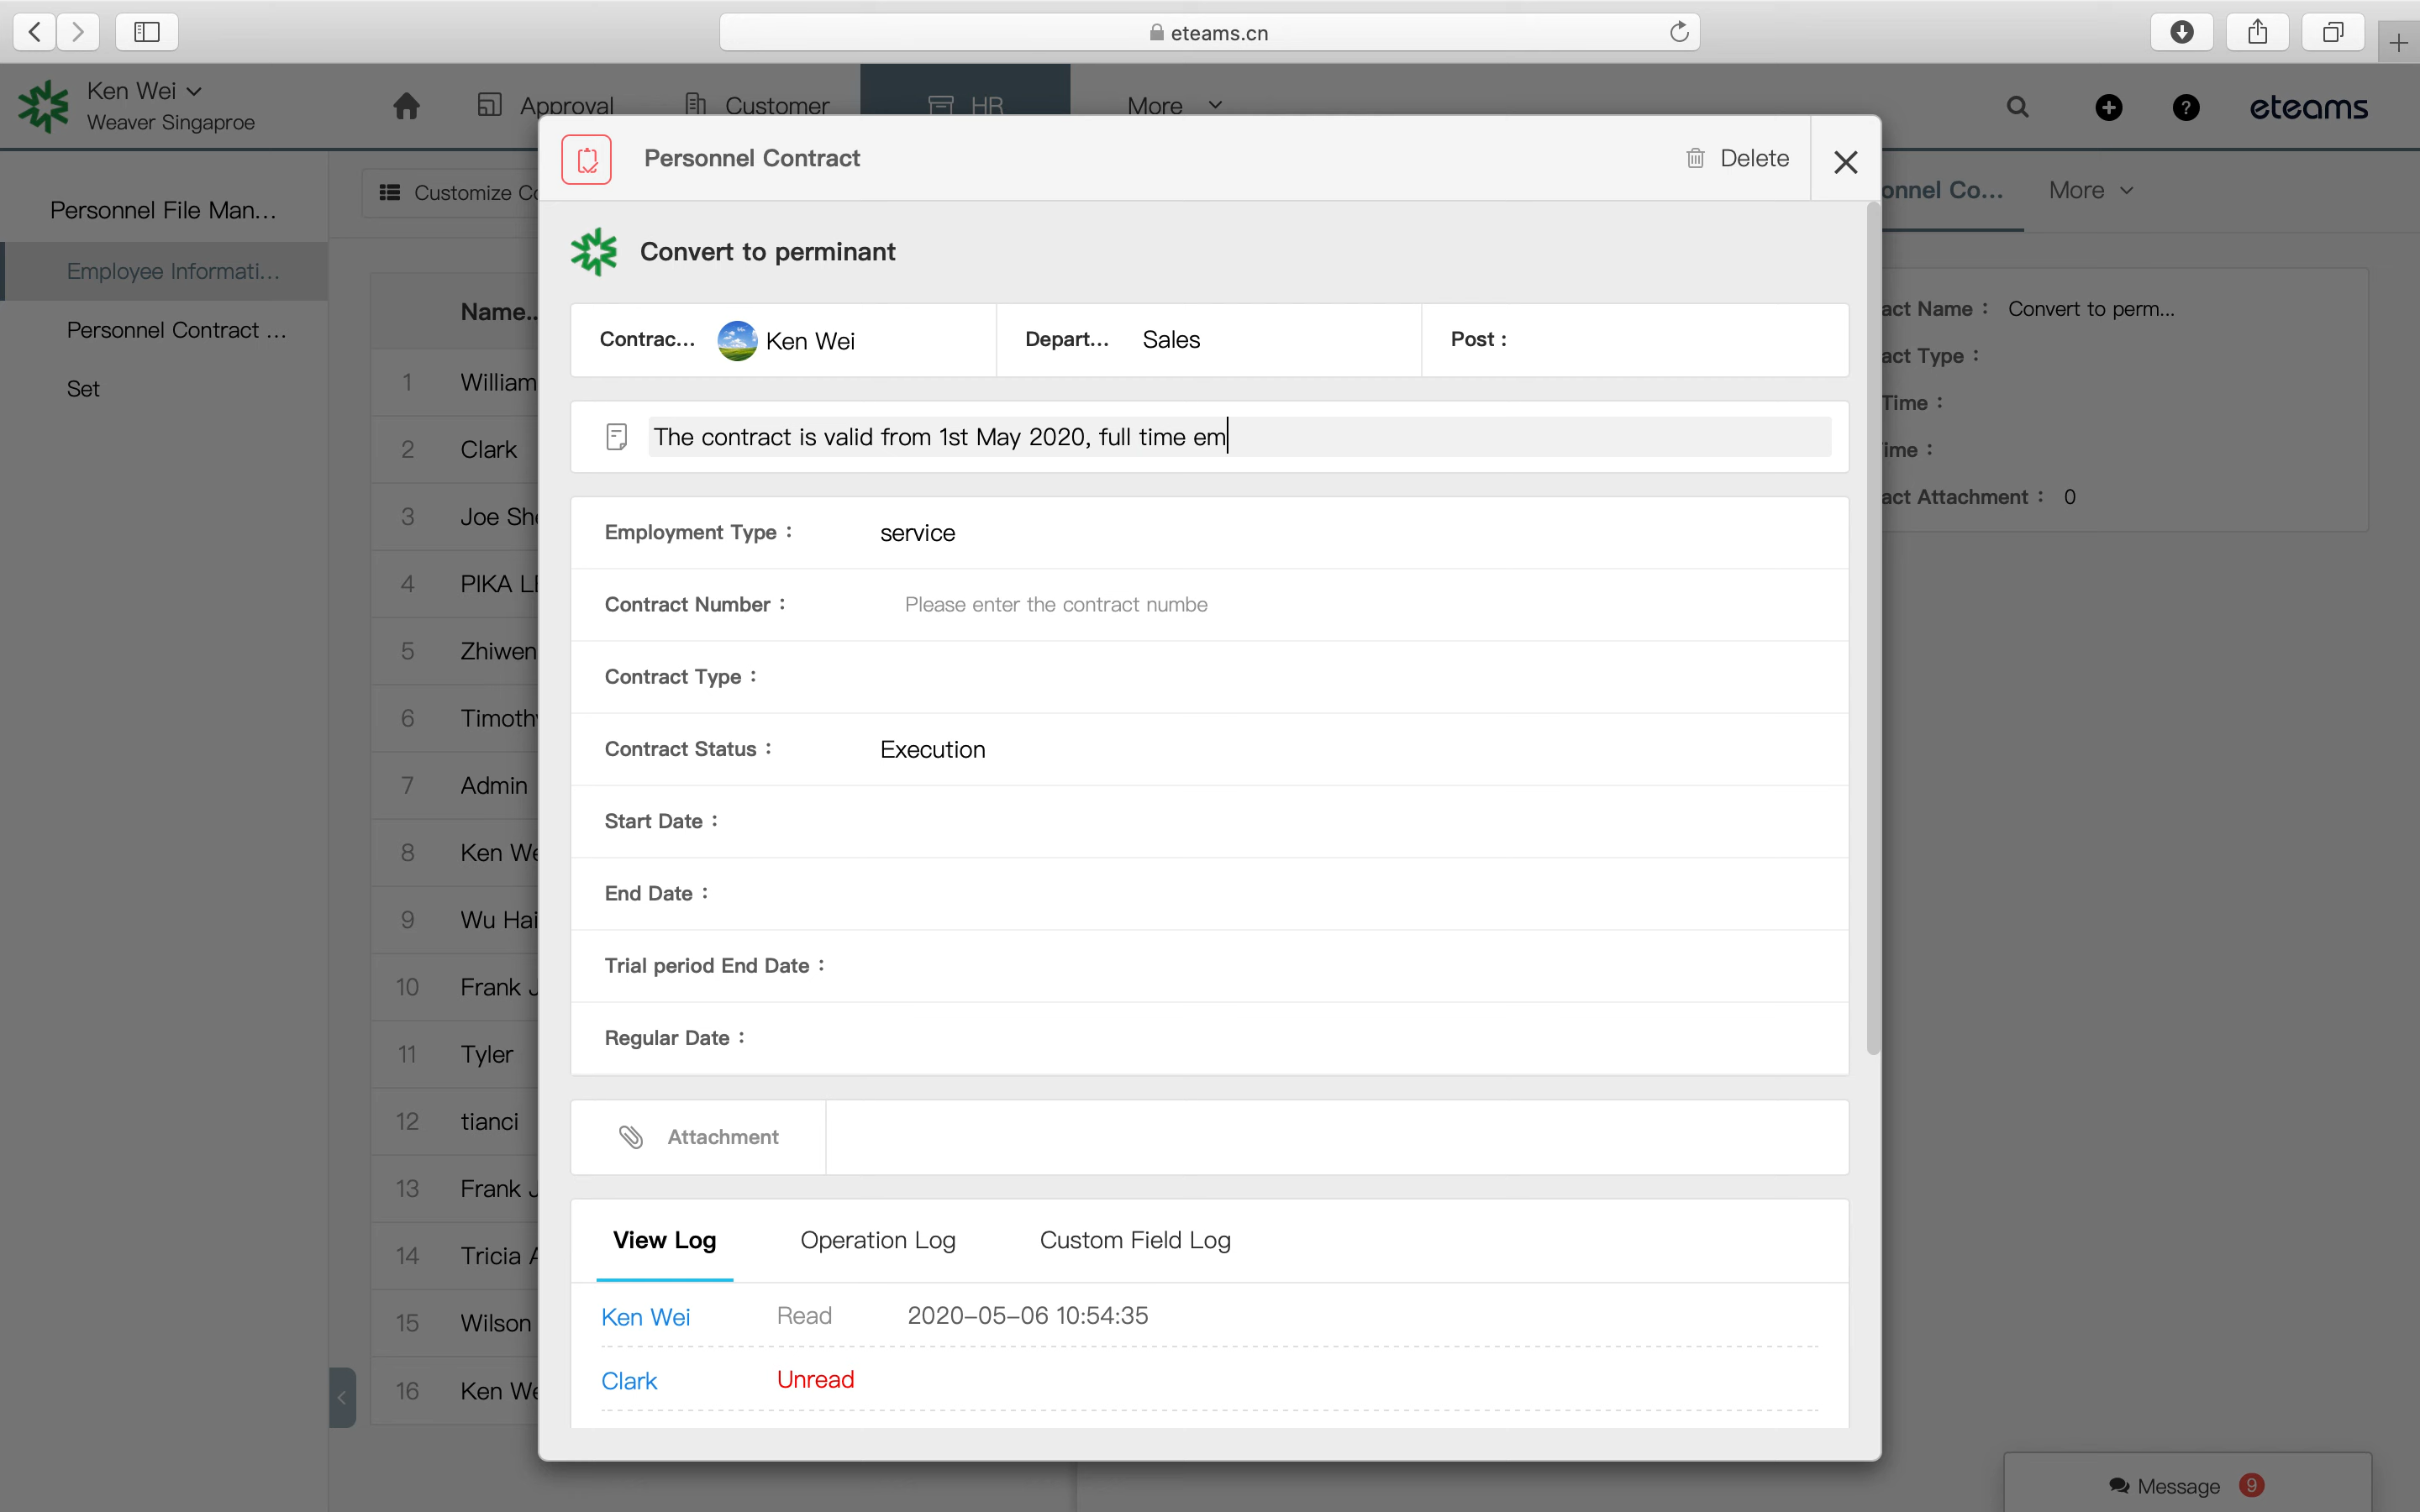 eteams.cn
Ken Wei
Weaver Singaproe
Approval
Customer
HR
More
eteams
Personnel File Man...
Employee Informati...
Personnel Contract ...
Set
Customize Co
Name..
1 William
2 Clark
3 Joe She
4 PIKA
5 Zhiwen
6 Timothy
7 Admin
8 Ken We
9 Wu Hai
10 Frank J
11 Tyler
12 tianci
13 Frank J
14 Tricia A
15 Wilson
16 Ken We
Personnel Contract
Delete
Convert to perminant
Contrac... Ken Wei
Depart... Sales
Post :
The contract is valid from 1st May 2020, full time em
Employment Type : service
Contract Number : Please enter the contract numbe
Contract Type :
Contract Status : Execution
Start Date :
End Date :
Trial period End Date :
Regular Date :
Attachment
View Log
Operation Log
Custom Field Log
Ken Wei Read 2020-05-06 10:54:35
Clark Unread
onnel Co...
More
act Name : Convert to perm...
act Type :
Time :
ime :
act Attachment : 0
Message 9